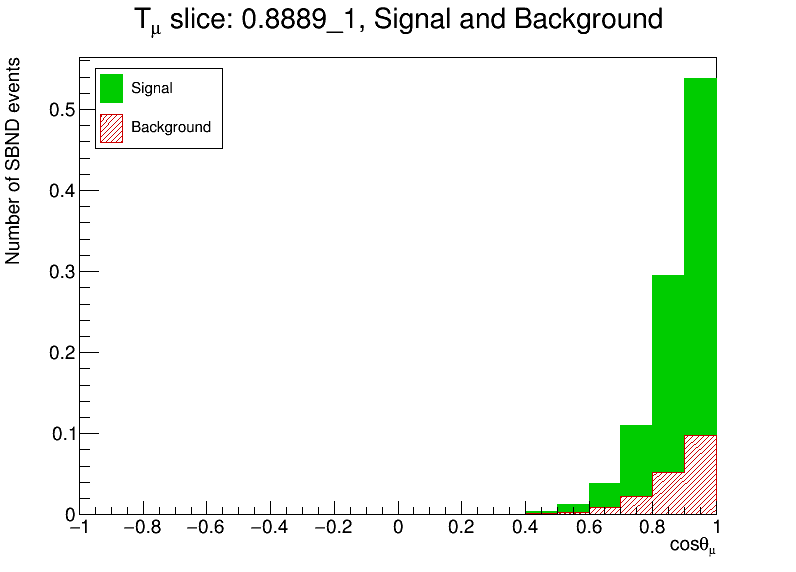 Tμ slice: 0.8889_1, Signal and Background
Number of SBND events
Signal
Background
0.5
0.4
0.3
0.2
0.1
0
−1 −0.8 −0.6 −0.4 −0.2 0 0.2 0.4 0.6 0.8 1
cosθμ